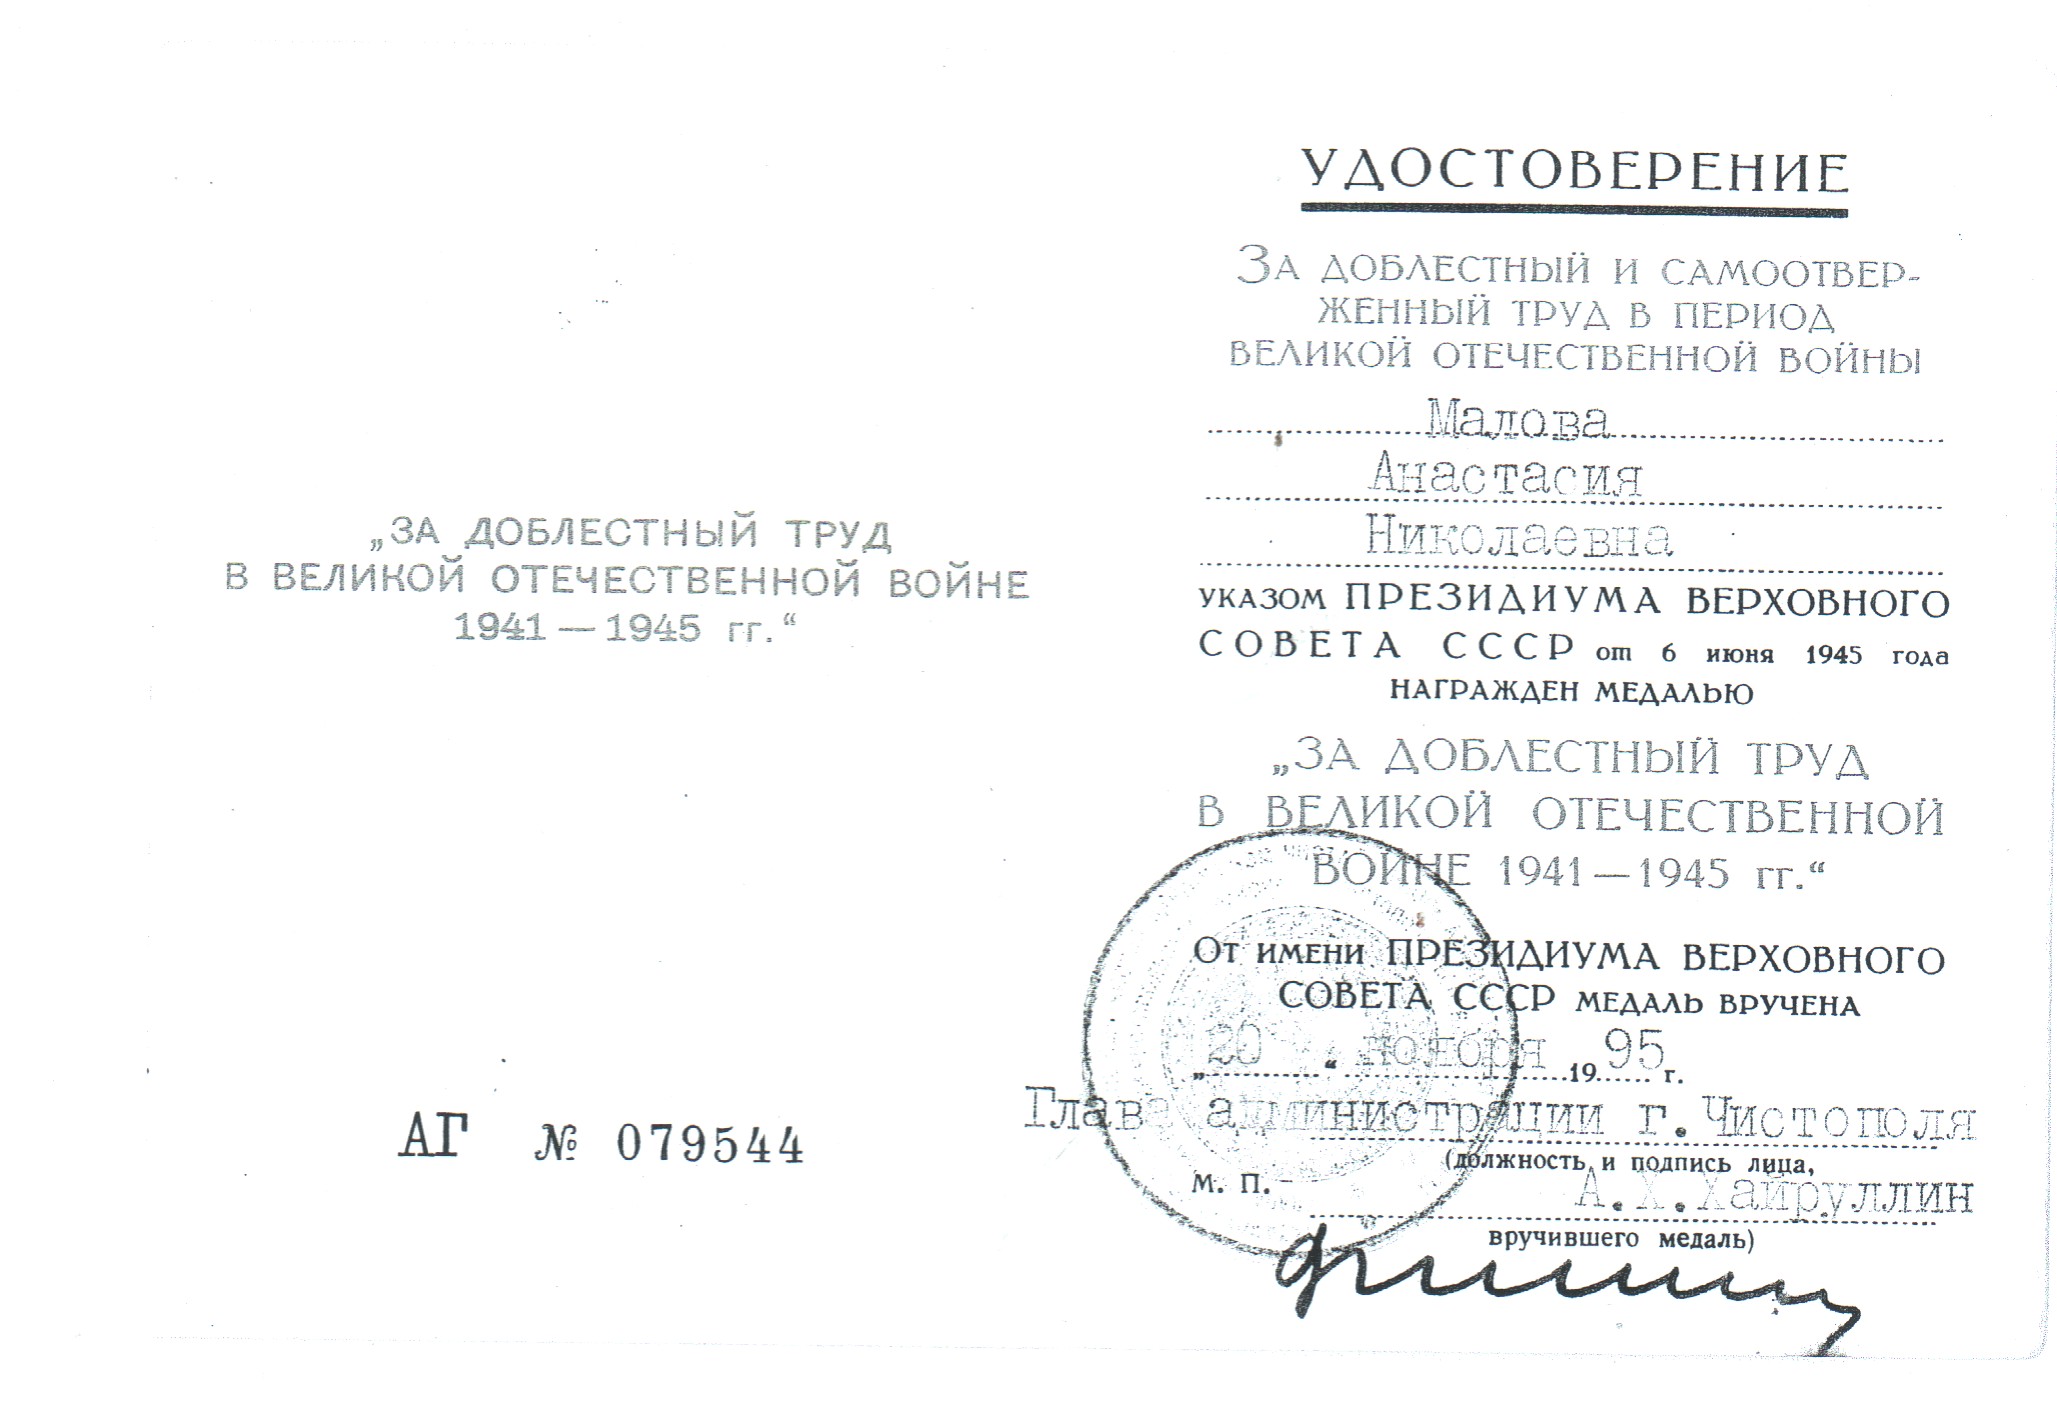 „ЗА ДОБЛЕСТНЫЙ ТРУД
В ВЕЛИКОЙ ОТЕЧЕСТВЕННОЙ ВОЙНЕ
1941 — 1945 гг.“
АГ № 079544
УДОСТОВЕРЕНИЕ
ЗА ДОБЛЕСТНЫЙ И САМООТВЕР-
ЖЕННЫЙ ТРУД В ПЕРИОД
ВЕЛИКОЙ ОТЕЧЕСТВЕННОЙ ВОЙНЫ
Малова
Анастасия
Николаевна
УКАЗОМ ПРЕЗИДИУМА ВЕРХОВНОГО
СОВЕТА СССР от 6 июня 1945 года
НАГРАЖДЕН МЕДАЛЬЮ
„ЗА ДОБЛЕСТНЫЙ ТРУД
В ВЕЛИКОЙ ОТЕЧЕСТВЕННОЙ
ВОЙНЕ 1941 — 1945 гг.“
ОТ ИМЕНИ ПРЕЗИДИУМА ВЕРХОВНОГО
СОВЕТА СССР МЕДАЛЬ ВРУЧЕНА
„20“ ноября 1995 г.
Глава администрации г.Чистополя
(должность и подпись лица,
М. П. А.Х.Хайруллин
вручившего медаль)